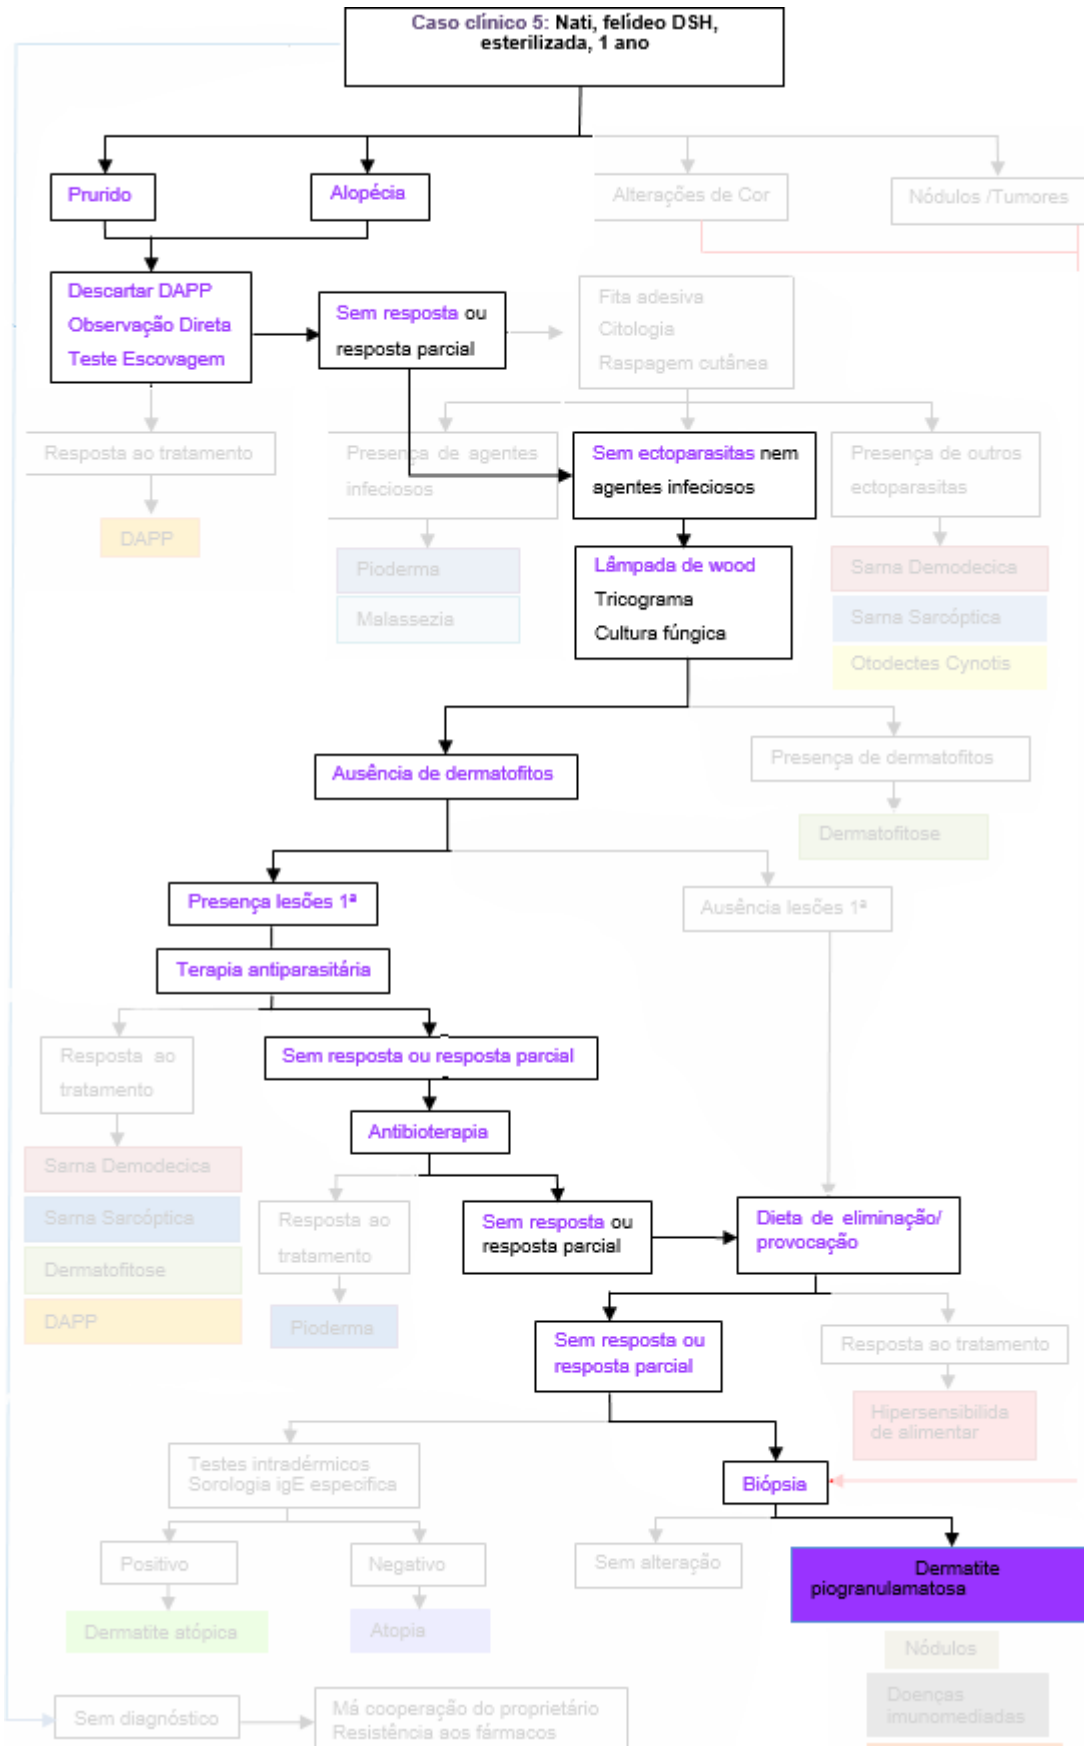 Caso clínico 5: Nati, felídeo DSH,
esterilizada, 1 ano
Prurido
Alopécia
Alterações de Cor
Nódulos /Tumores
Descartar DAPP
Observação Direta
Teste Escovagem
Sem resposta ou
resposta parcial
Fita adesiva
Citologia
Raspagem cutânea
Resposta ao tratamento
DAPP
Presença de agentes
infeciosos
Sem ectoparasitas nem
agentes infeciosos
Presença de outros
ectoparasitas
Pioderma
Malassezia
Lâmpada de wood
Tricograma
Cultura fúngica
Sarna Demodecica
Sarna Sarcóptica
Otodectes Cynotis
Ausência de dermatofitos
Presença de dermatofitos
Dermatofitose
Presença lesões 1ª
Ausência lesões 1ª
Terapia antiparasitária
Resposta ao
tratamento
Sem resposta ou resposta parcial
Antibioterapia
Sarna Demodecica
Sarna Sarcóptica
Dermatofitose
DAPP
Resposta ao
tratamento
Pioderma
Sem resposta ou
resposta parcial
Dieta de eliminação/
provocação
Sem resposta ou
resposta parcial
Resposta ao tratamento
Hipersensibilida
de alimentar
Testes intradérmicos
Sorologia igE especifica
Biópsia
Positivo
Negativo
Sem alteração
Dermatite
piogranulamatosa
Dermatite atópica
Atopia
Nódulos
Doenças
imunomediadas
Sem diagnóstico
Má cooperação do proprietário
Resistência aos fármacos